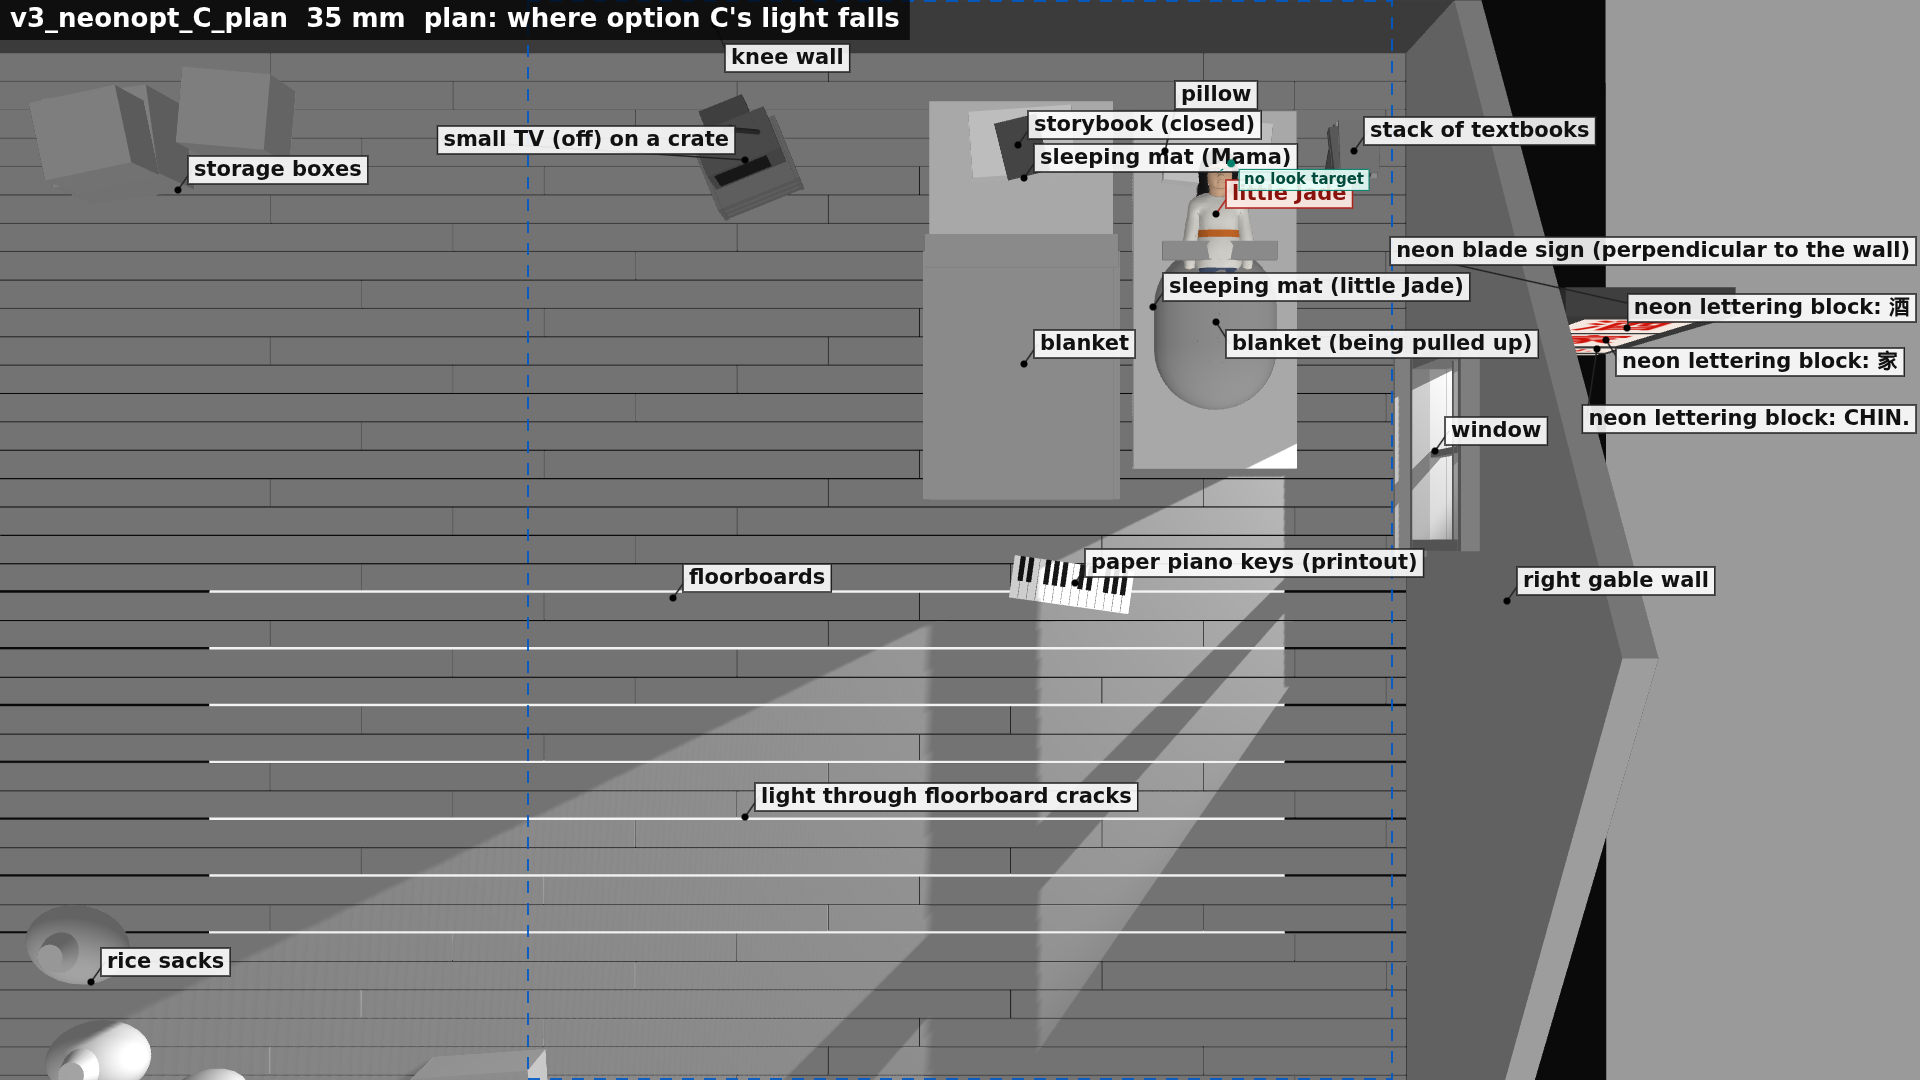 v3_neonopt_C_plan 35 mm plan: where option C's light falls
knee wall
pillow
storybook (closed)
stack of textbooks
small TV (off) on a crate
sleeping mat (Mama)
storage boxes
no look target
little Jade
neon blade sign (perpendicular to the wall)
sleeping mat (little Jade)
neon lettering block: 酒
blanket
blanket (being pulled up)
neon lettering block: 家
neon lettering block: CHIN.
window
paper piano keys (printout)
floorboards
right gable wall
light through floorboard cracks
rice sacks